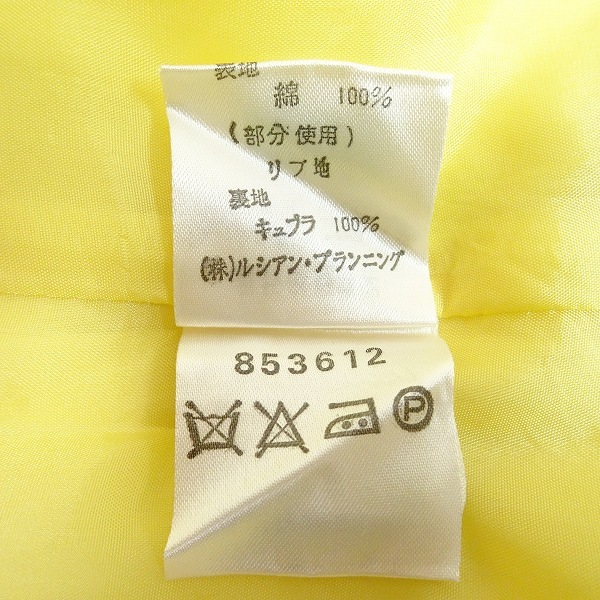 表地
綿 100%
(部分使用)
リブ地
裏地
キュプラ 100%
(株)ルシアン・プランニング
853612
P